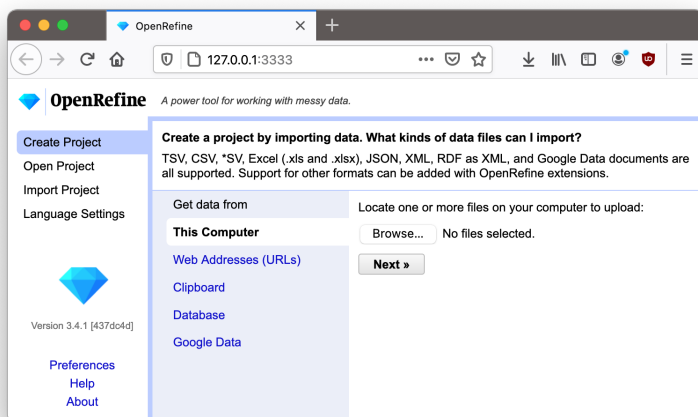 OpenRefine
127.0.0.1:3333
OpenRefine A power tool for working with messy data.
Create Project
Open Project
Import Project
Language Settings
Version 3.4.1 [437dc4d]
Preferences
Help
About
Create a project by importing data. What kinds of data files can I import?
TSV, CSV, *SV, Excel (.xls and .xlsx), JSON, XML, RDF as XML, and Google Data documents are
all supported. Support for other formats can be added with OpenRefine extensions.
Get data from
This Computer
Web Addresses (URLs)
Clipboard
Database
Google Data
Locate one or more files on your computer to upload:
Browse... No files selected.
Next »